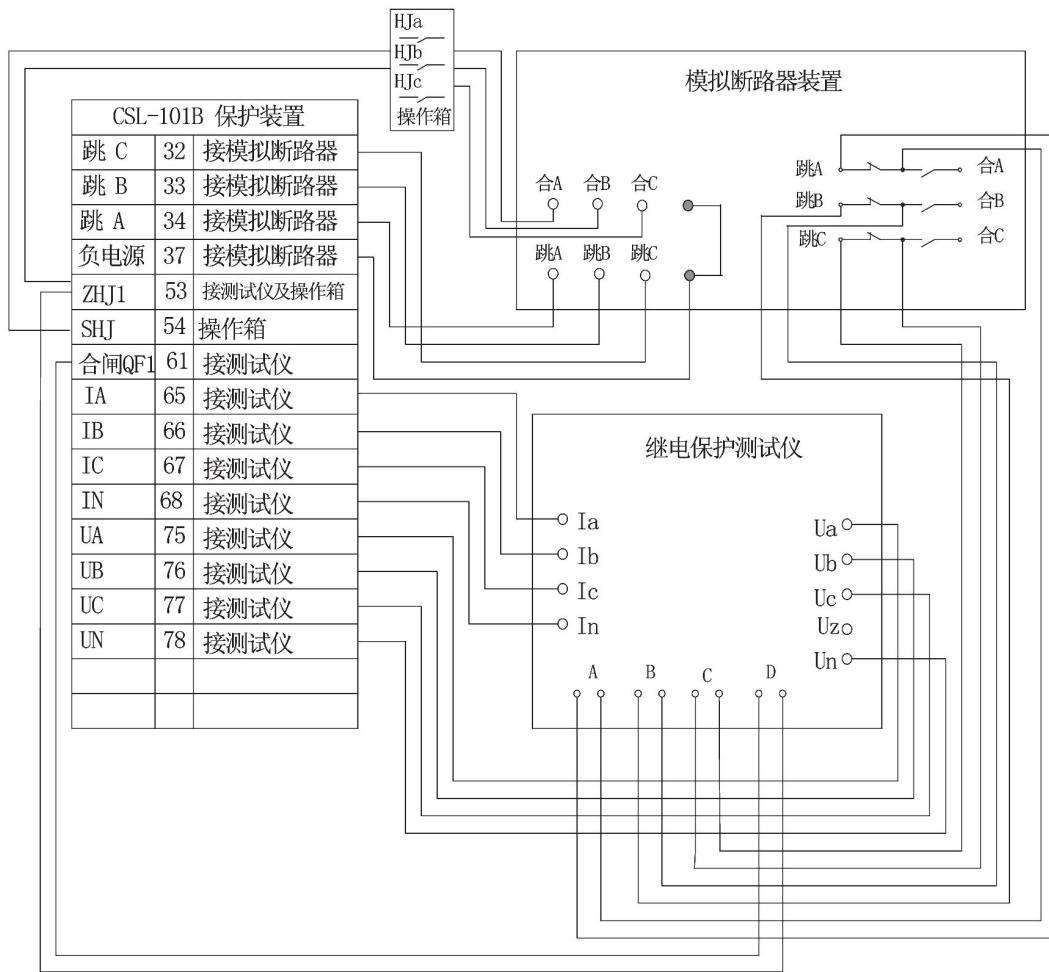 HJa
HJb
HJc
操作箱
模拟断路器装置
跳A 合A
跳B 合B
跳C 合C
合A 合B 合C
跳A 跳B 跳C
CSL-101B 保护装置
跳 C 32 接模拟断路器
跳 B 33 接模拟断路器
跳 A 34 接模拟断路器
负电源 37 接模拟断路器
ZHJ1 53 接测试仪及操作箱
SHJ 54 操作箱
合闸QF1 61 接测试仪
IA 65 接测试仪
IB 66 接测试仪
IC 67 接测试仪
IN 68 接测试仪
UA 75 接测试仪
UB 76 接测试仪
UC 77 接测试仪
UN 78 接测试仪
继电保护测试仪
Ia Ua
Ib Ub
Ic Uc
In Uz
Un
A B C D